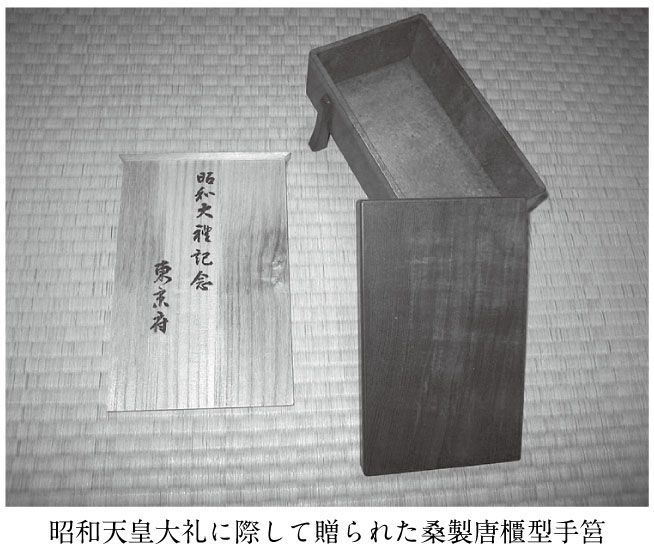 昭和大禮記念
東京府
昭和天皇大礼に際して贈られた桑製唐櫃型手筥